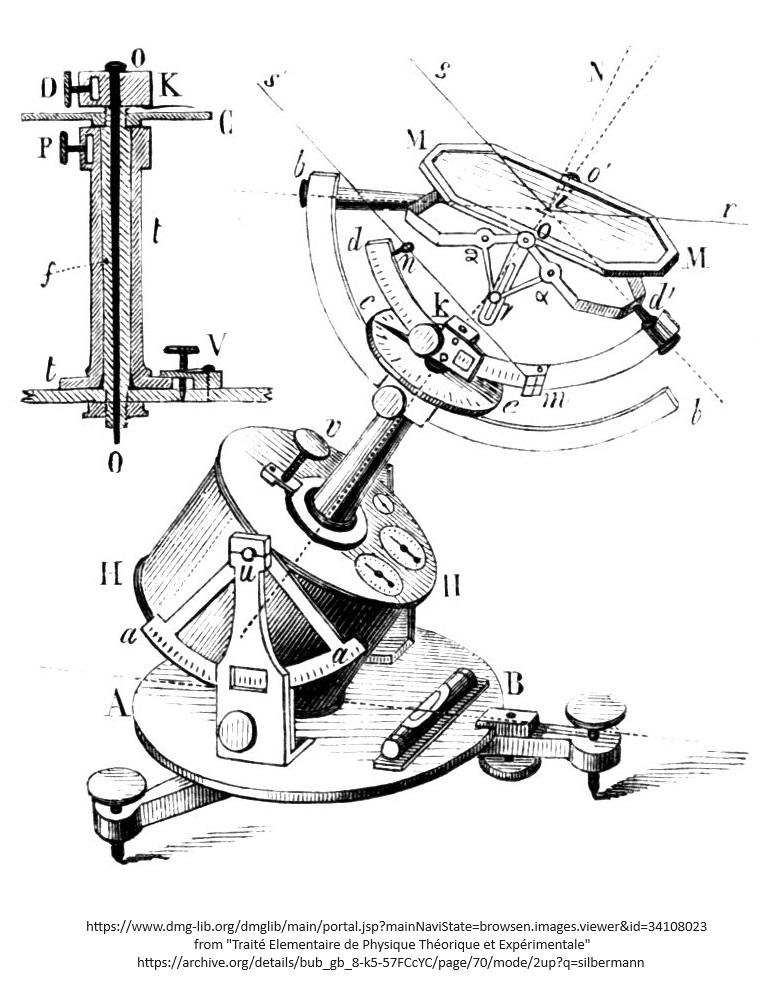 O
D K
C
P
t
f
V
t
O
s' s N
M
b o'
i
r
O
M
d
n
α α
d'
k
c
m
e
b
v
H H
u
a a
A B
https://www.dmg-lib.org/dmglib/main/portal.jsp?mainNaviState=browsen.images.viewer&id=34108023
from "Traité Elementaire de Physique Théorique et Expérimentale"
https://archive.org/details/bub_gb_8-k5-57FCcYC/page/70/mode/2up?q=silbermann